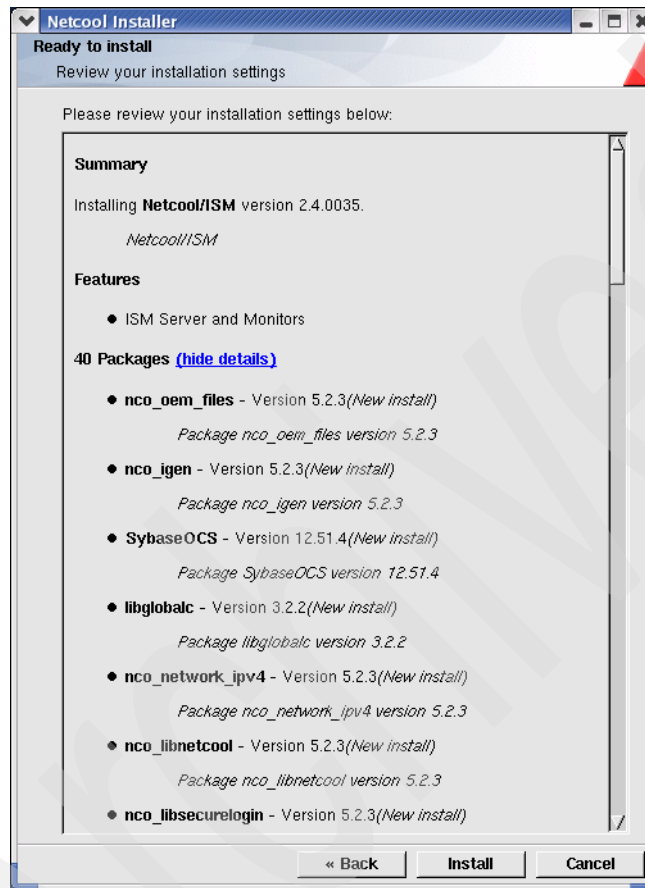 Netcool Installer
Ready to install
Review your installation settings
Please review your installation settings below:
Summary
Installing Netcool/ISM version 2.4.0035.
Netcool/ISM
Features
● ISM Server and Monitors
40 Packages (hide details)
● nco_oem_files - Version 5.2.3(New install)
Package nco_oem_files version 5.2.3
● nco_igen - Version 5.2.3(New install)
Package nco_igen version 5.2.3
● SybaseOCS - Version 12.51.4(New install)
Package SybaseOCS version 12.51.4
● libglobalc - Version 3.2.2(New install)
Package libglobalc version 3.2.2
● nco_network_ipv4 - Version 5.2.3(New install)
Package nco_network_ipv4 version 5.2.3
● nco_libnetcool - Version 5.2.3(New install)
Package nco_libnetcool version 5.2.3
● nco_libsecurelogin - Version 5.2.3(New install)
« Back Install Cancel